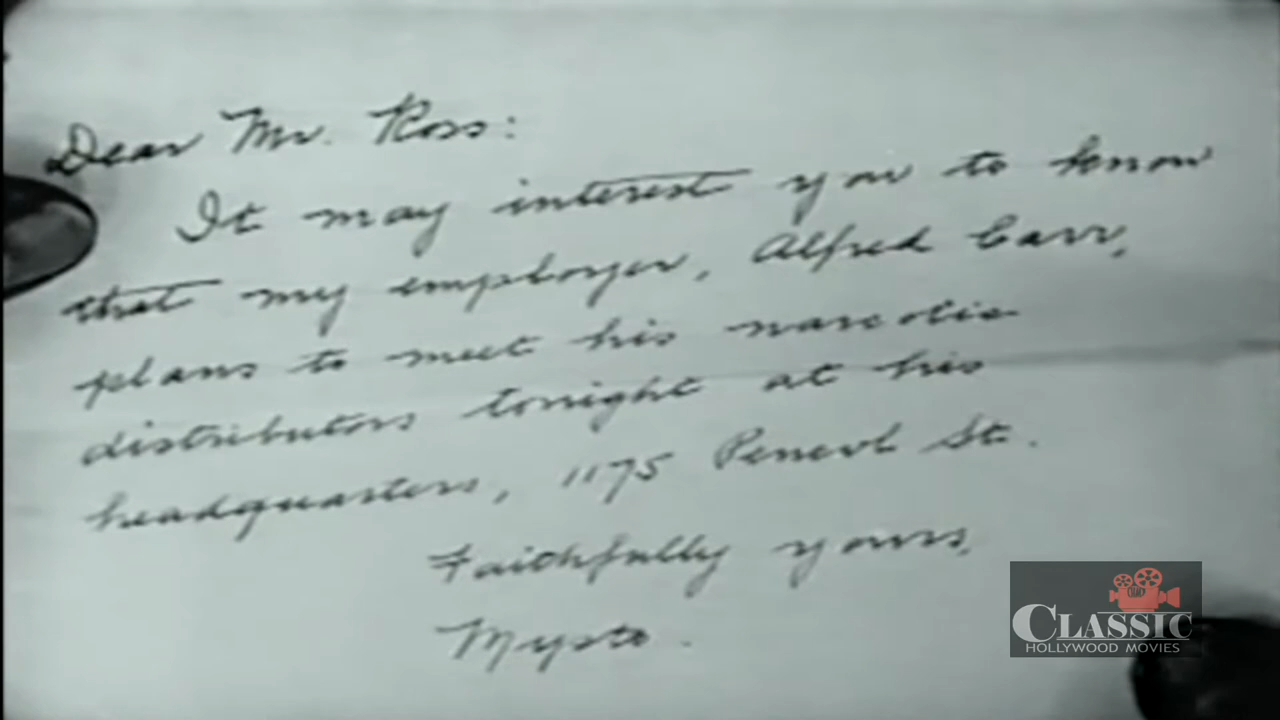 Dear Mr. Ross:
It may interest you to know
that my employer, Alfred Carr,
plans to meet his narcotic
distributors tonight at his
headquarters, 1175 St.
Faithfully yours,
Mysto.
CLASSIC
HOLLYWOOD MOVIES